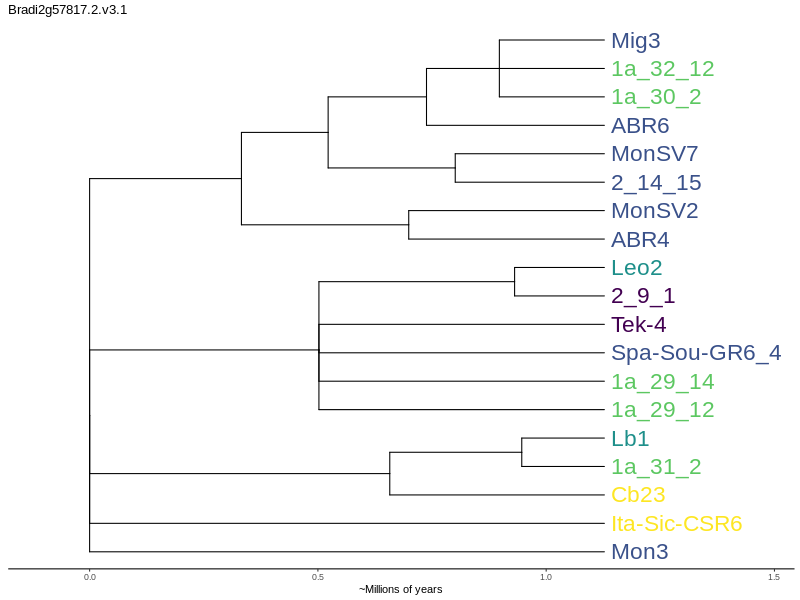 Bradi2g57817.2.v3.1
Mig3
1a_32_12
1a_30_2
ABR6
MonSV7
2_14_15
MonSV2
ABR4
Leo2
2_9_1
Tek-4
Spa-Sou-GR6_4
1a_29_14
1a_29_12
Lb1
1a_31_2
Cb23
Ita-Sic-CSR6
Mon3
0.0 0.5 1.0 1.5
~Millions of years